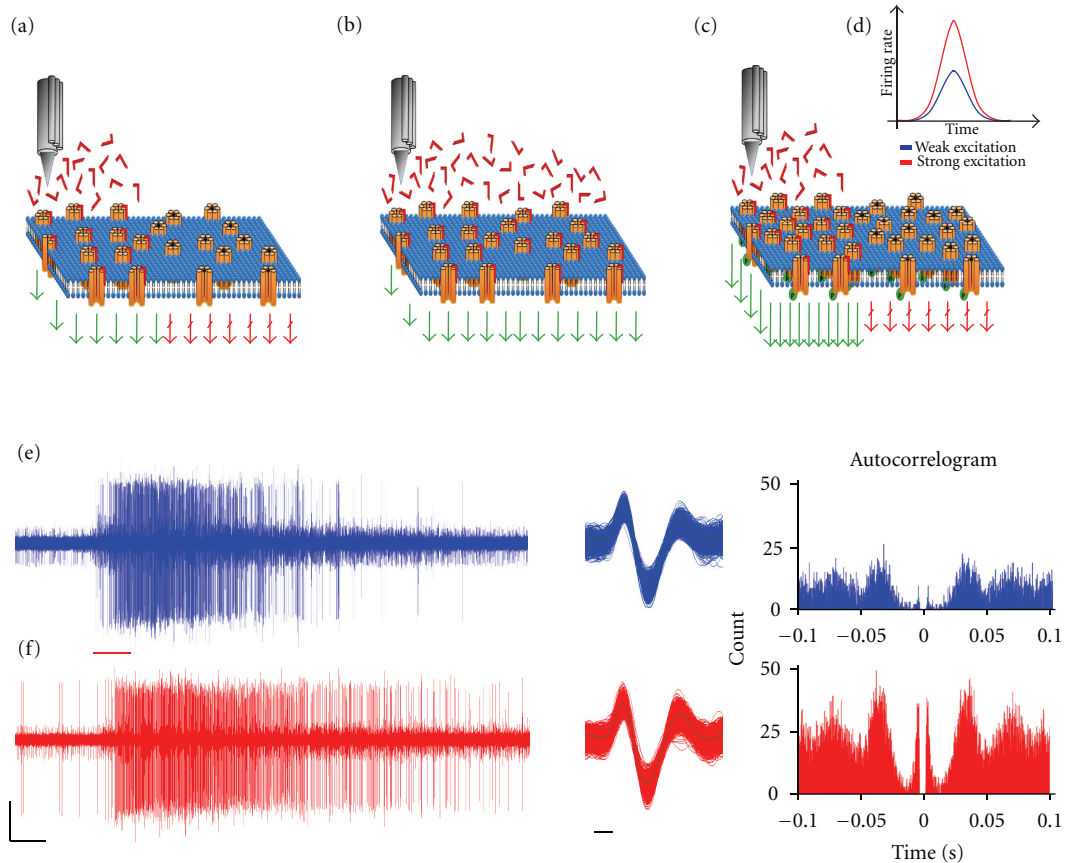 (a)
(b)
(c)
(d)
Firing rate
Time
Weak excitation
Strong excitation
(e)
Autocorrelogram
50
25
0
−0.1
−0.05
0
0.05
0.1
(f)
Count
50
25
0
−0.1
−0.05
0
0.05
0.1
Time (s)